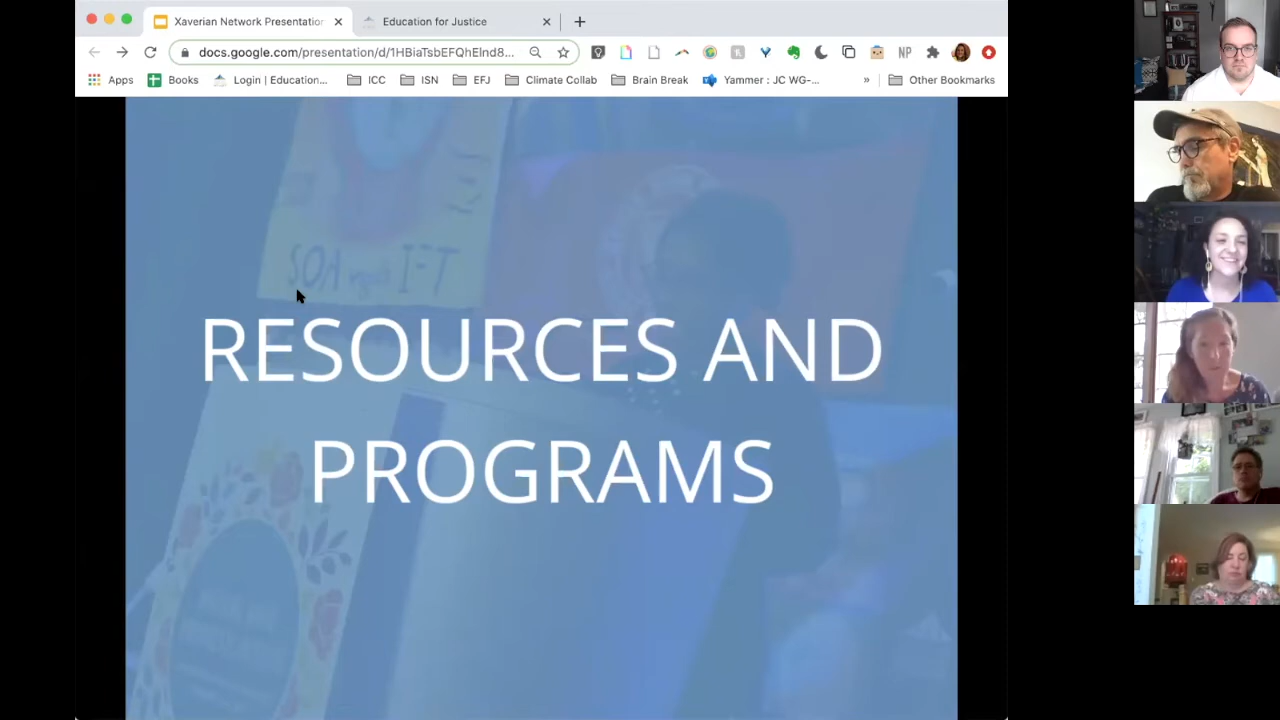 Xaverian Network Presentation
Education for Justice
docs.google.com/presentation/d/1HBiaTsbEFQhElnd8...
NP
Apps
Books
Login | Education...
ICC
ISN
EFJ
Climate Collab
Brain Break
Yammer : JC WG-...
»
Other Bookmarks
RESOURCES AND
PROGRAMS